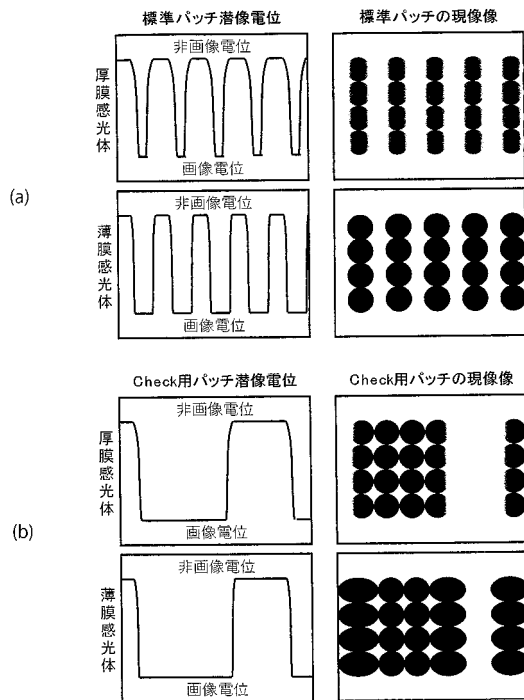 標準パッチ潜像電位
標準パッチの現像像
厚膜感光体
非画像電位
画像電位
(a)
薄膜感光体
非画像電位
画像電位
Check用パッチ潜像電位
Check用パッチの現像像
厚膜感光体
非画像電位
画像電位
(b)
薄膜感光体
非画像電位
画像電位